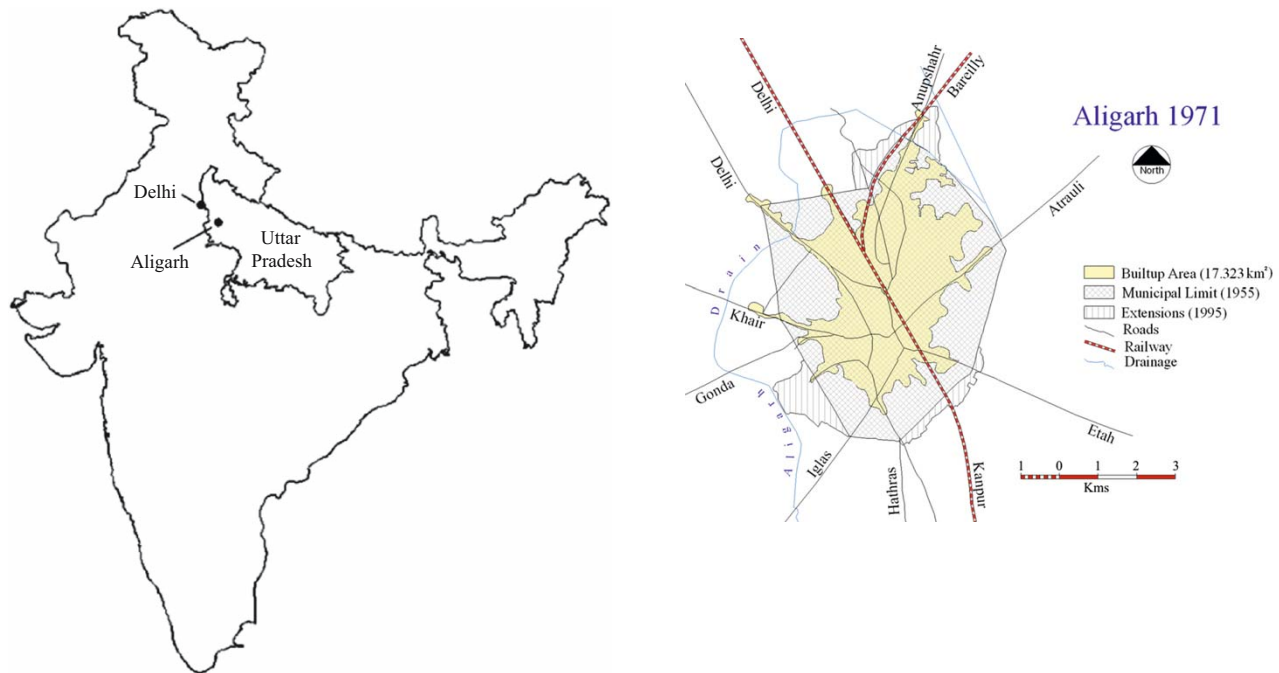 Delhi
Aligarh
Uttar
Pradesh
Aligarh 1971
North
Delhi
Anupshahr
Bareilly
Delhi
Atrauli
Drain
Khair
Gonda
Aligarh
Iglas
Hathras
Kanpur
Etah
Builtup Area (17.323 km²)
Municipal Limit (1955)
Extensions (1995)
Roads
Railway
Drainage
1 0 1 2 3
Kms